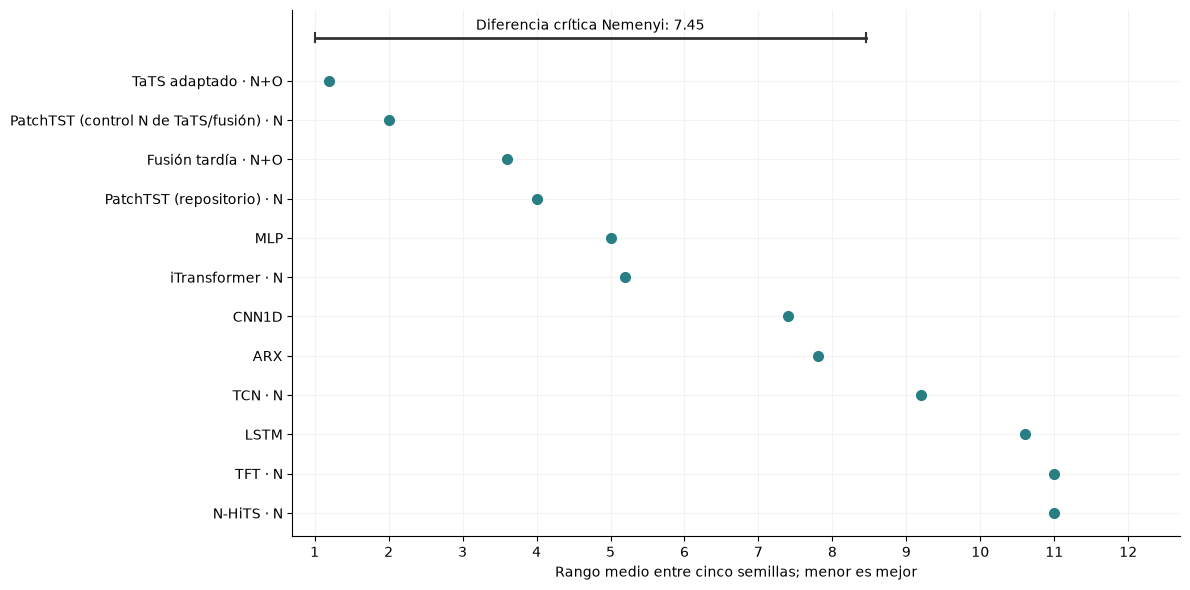 Diferencia crítica Nemenyi: 7.45
TaTS adaptado · N+O
PatchTST (control N de TaTS/fusión) · N
Fusión tardía · N+O
PatchTST (repositorio) · N
MLP
iTransformer · N
CNN1D
ARX
TCN · N
LSTM
TFT · N
N-HiTS · N
1 2 3 4 5 6 7 8 9 10 11 12
Rango medio entre cinco semillas; menor es mejor